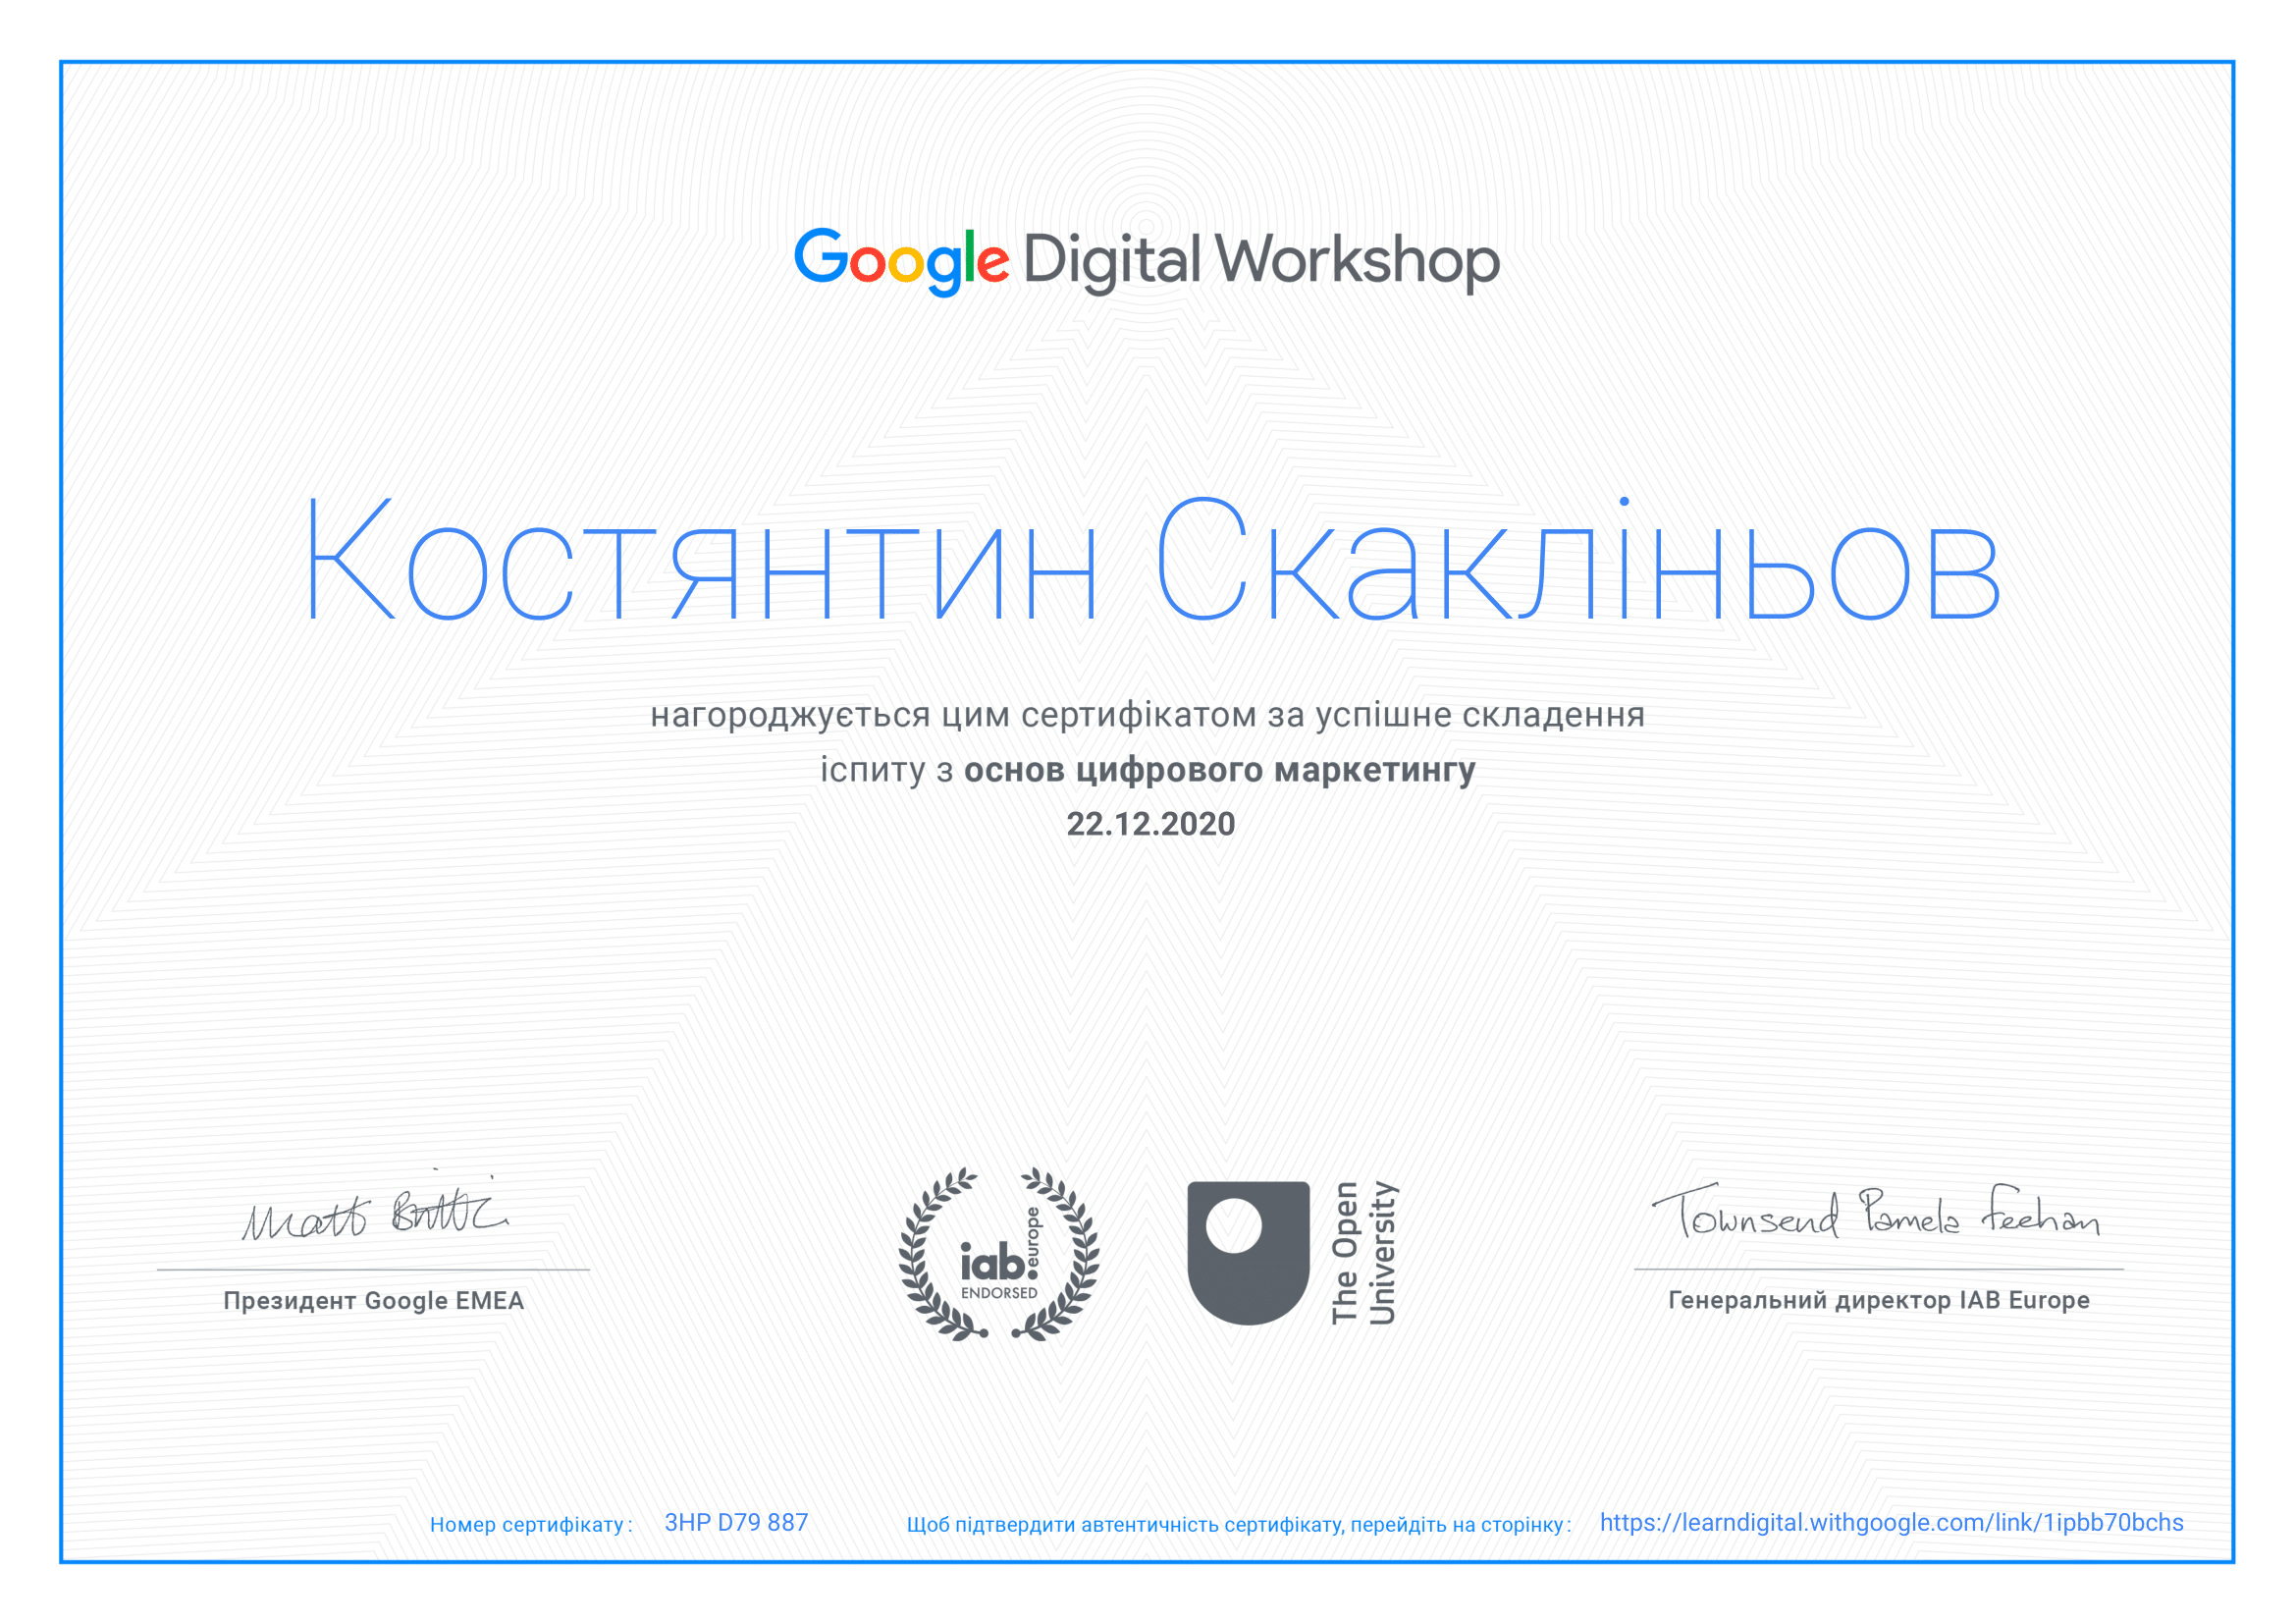 Google Digital Workshop
Костянтин Скакліньов
нагороджується цим сертифікатом за успішне складення
іспиту з основ цифрового маркетингу
22.12.2020
Matt Brittin
Президент Google EMEA
iab.europe
ENDORSED
The Open
University
Townsend Pamela Feehan
Генеральний директор IAB Europe
Номер сертифікату: 3HP D79 887
Щоб підтвердити автентичність сертифікату, перейдіть на сторінку: https://learndigital.withgoogle.com/link/1ipbb70bchs